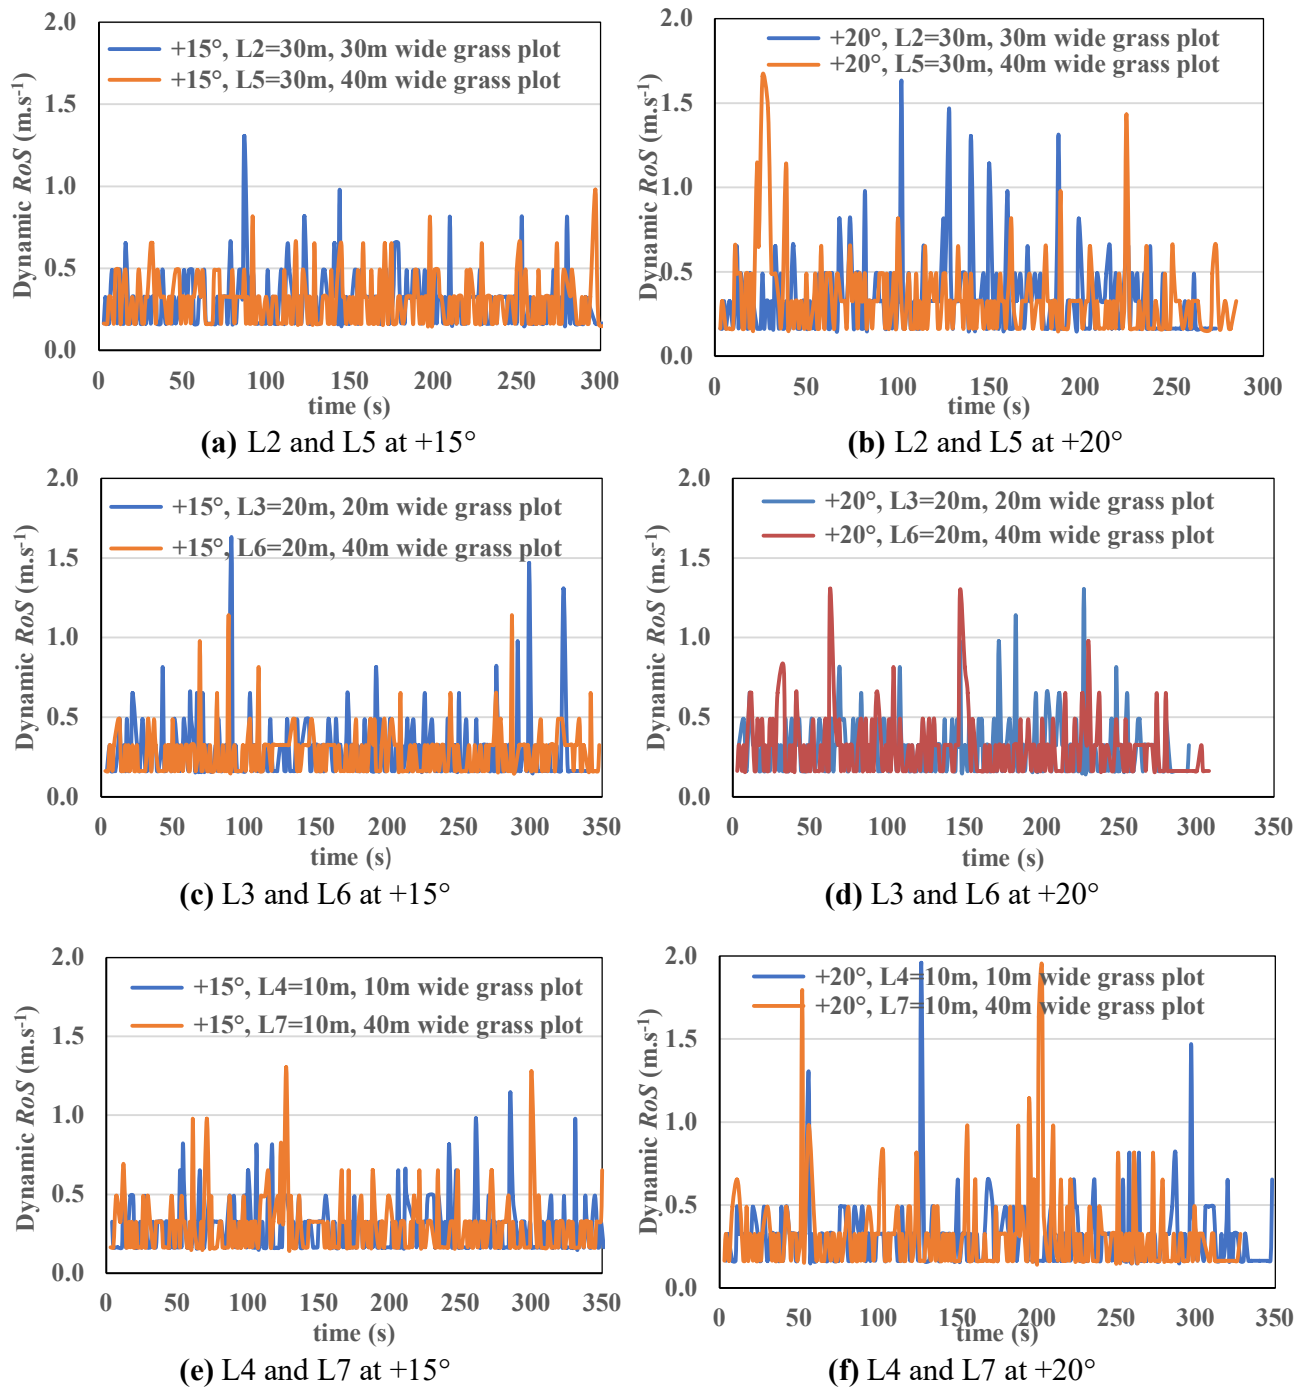 2.0
1.5
1.0
0.5
0.0
Dynamic RoS (m.s-1)
+15°, L2=30m, 30m wide grass plot
+15°, L5=30m, 40m wide grass plot
0 50 100 150 200 250 300
time (s)
(a) L2 and L5 at +15°
2.0
1.5
1.0
0.5
0.0
Dynamic RoS (m.s-1)
+20°, L2=30m, 30m wide grass plot
+20°, L5=30m, 40m wide grass plot
0 50 100 150 200 250 300
time (s)
(b) L2 and L5 at +20°
2.0
1.5
1.0
0.5
0.0
Dynamic RoS (m.s-1)
+15°, L3=20m, 20m wide grass plot
+15°, L6=20m, 40m wide grass plot
0 50 100 150 200 250 300 350
time (s)
(c) L3 and L6 at +15°
2.0
1.5
1.0
0.5
0.0
Dynamic RoS (m.s-1)
+20°, L3=20m, 20m wide grass plot
+20°, L6=20m, 40m wide grass plot
0 50 100 150 200 250 300 350
time (s)
(d) L3 and L6 at +20°
2.0
1.5
1.0
0.5
0.0
Dynamic RoS (m.s-1)
+15°, L4=10m, 10m wide grass plot
+15°, L7=10m, 40m wide grass plot
0 50 100 150 200 250 300 350
time (s)
(e) L4 and L7 at +15°
2.0
1.5
1.0
0.5
0.0
Dynamic RoS (m.s-1)
+20°, L4=10m, 10m wide grass plot
+20°, L7=10m, 40m wide grass plot
0 50 100 150 200 250 300 350
time (s)
(f) L4 and L7 at +20°